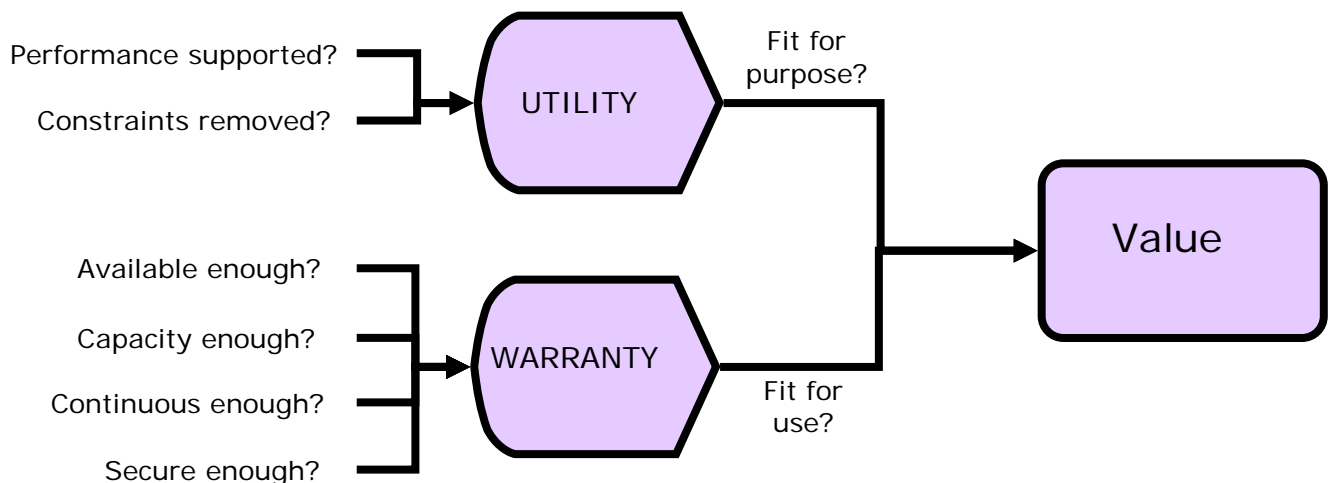 Performance supported?
Constraints removed?
UTILITY
Fit for
purpose?
Available enough?
Capacity enough?
Continuous enough?
Secure enough?
WARRANTY
Fit for
use?
Value